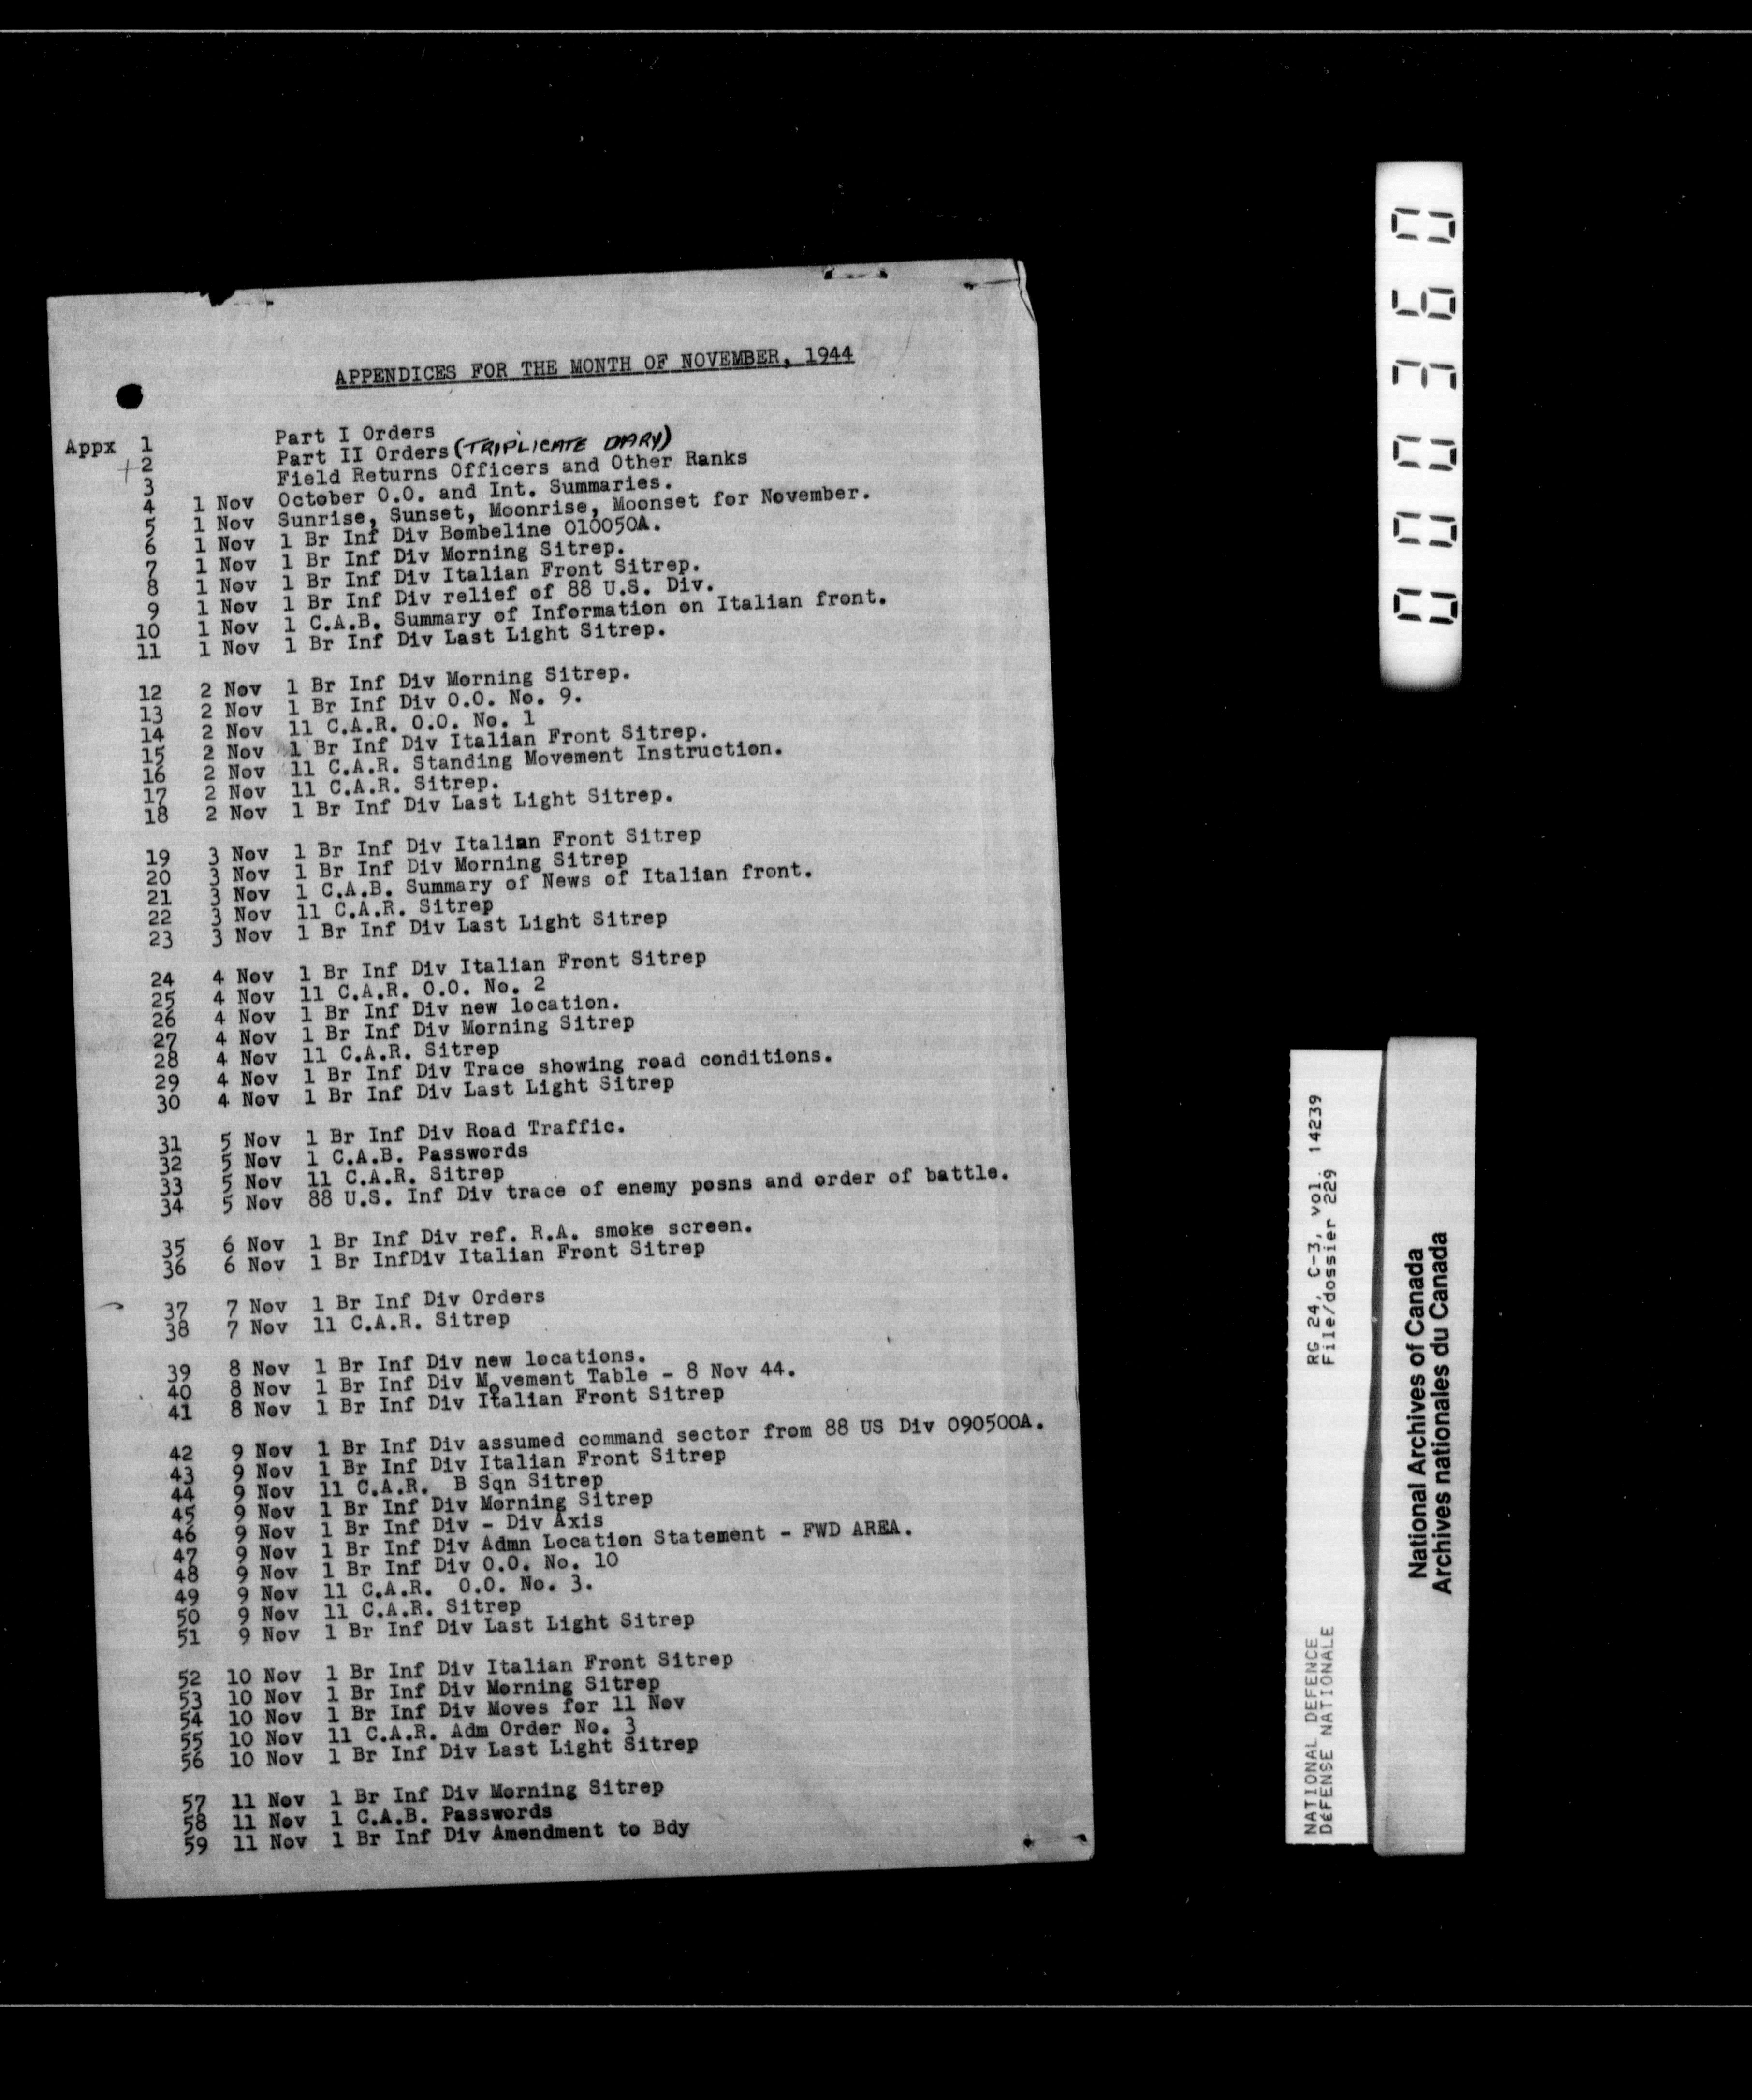 APPENDICES FOR THE MONTH OF NOVEMBER, 1944
Appx 1 Part I Orders
+2 Part II Orders (TRIPLICATE DIARY)
3 Field Returns Officers and Other Ranks
4 1 Nov October O.O. and Int. Summaries.
5 1 Nov Sunrise, Sunset, Moonrise, Moonset for November.
6 1 Nov 1 Br Inf Div Bombeline 010050A.
7 1 Nov 1 Br Inf Div Morning Sitrep.
8 1 Nov 1 Br Inf Div Italian Front Sitrep.
9 1 Nov 1 Br Inf Div relief of 88 U.S. Div.
10 1 Nov 1 C.A.B. Summary of Information on Italian front.
11 1 Nov 1 Br Inf Div Last Light Sitrep.
12 2 Nov 1 Br Inf Div Morning Sitrep.
13 2 Nov 1 Br Inf Div O.O. No. 9.
14 2 Nov 11 C.A.R. O.O. No. 1
15 2 Nov 1 Br Inf Div Italian Front Sitrep.
16 2 Nov 11 C.A.R. Standing Movement Instruction.
17 2 Nov 11 C.A.R. Sitrep.
18 2 Nov 1 Br Inf Div Last Light Sitrep.
19 3 Nov 1 Br Inf Div Italian Front Sitrep
20 3 Nov 1 Br Inf Div Morning Sitrep
21 3 Nov 1 C.A.B. Summary of News of Italian front.
22 3 Nov 11 C.A.R. Sitrep
23 3 Nov 1 Br Inf Div Last Light Sitrep
24 4 Nov 1 Br Inf Div Italian Front Sitrep
25 4 Nov 11 C.A.R. O.O. No. 2
26 4 Nov 1 Br Inf Div new location.
27 4 Nov 1 Br Inf Div Morning Sitrep
28 4 Nov 11 C.A.R. Sitrep
29 4 Nov 1 Br Inf Div Trace showing road conditions.
30 4 Nov 1 Br Inf Div Last Light Sitrep
31 5 Nov 1 Br Inf Div Road Traffic.
32 5 Nov 1 C.A.B. Passwords
33 5 Nov 11 C.A.R. Sitrep
34 5 Nov 88 U.S. Inf Div trace of enemy posns and order of battle.
35 6 Nov 1 Br Inf Div ref. R.A. smoke screen.
36 6 Nov 1 Br InfDiv Italian Front Sitrep
37 7 Nov 1 Br Inf Div Orders
38 7 Nov 11 C.A.R. Sitrep
39 8 Nov 1 Br Inf Div new locations.
40 8 Nov 1 Br Inf Div Movement Table - 8 Nov 44.
41 8 Nov 1 Br Inf Div Italian Front Sitrep
42 9 Nov 1 Br Inf Div assumed command sector from 88 US Div 090500A.
43 9 Nov 1 Br Inf Div Italian Front Sitrep
44 9 Nov 11 C.A.R. B Sqn Sitrep
45 9 Nov 1 Br Inf Div Morning Sitrep
46 9 Nov 1 Br Inf Div - Div Axis
47 9 Nov 1 Br Inf Div Admn Location Statement - FWD AREA.
48 9 Nov 1 Br Inf Div O.O. No. 10
49 9 Nov 11 C.A.R. O.O. No. 3.
50 9 Nov 11 C.A.R. Sitrep
51 9 Nov 1 Br Inf Div Last Light Sitrep
52 10 Nov 1 Br Inf Div Italian Front Sitrep
53 10 Nov 1 Br Inf Div Morning Sitrep
54 10 Nov 1 Br Inf Div Moves for 11 Nov
55 10 Nov 11 C.A.R. Adm Order No. 3
56 10 Nov 1 Br Inf Div Last Light Sitrep
57 11 Nov 1 Br Inf Div Morning Sitrep
58 11 Nov 1 C.A.B. Passwords
59 11 Nov 1 Br Inf Div Amendment to Bdy
0000360
NATIONAL DEFENCE RG 24, C-3, vol. 14239
DéFENSE NATIONALE File/dossier 229
National Archives of Canada
Archives nationales du Canada